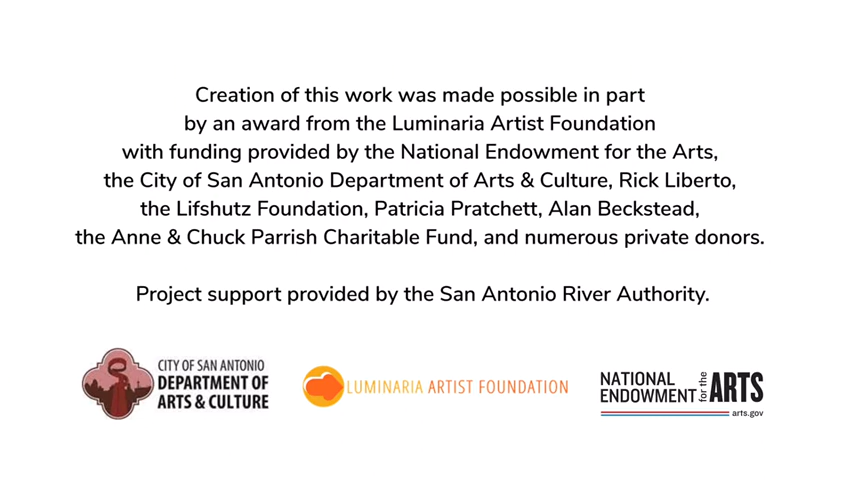 Creation of this work was made possible in part
by an award from the Luminaria Artist Foundation
with funding provided by the National Endowment for the Arts,
the City of San Antonio Department of Arts & Culture, Rick Liberto,
the Lifshutz Foundation, Patricia Pratchett, Alan Beckstead,
the Anne & Chuck Parrish Charitable Fund, and numerous private donors.
Project support provided by the San Antonio River Authority.
CITY OF SAN ANTONIO
DEPARTMENT OF
ARTS & CULTURE
LUMINARIA ARTIST FOUNDATION
NATIONAL
ENDOWMENT for the ARTS
arts.gov